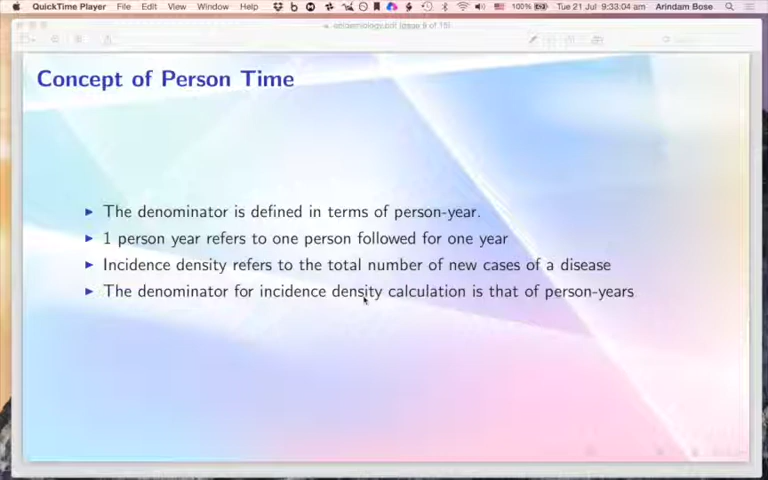 QuickTime Player File Edit View Window Help 100% Tue 21 Jul 9:33:04 am Arindam Bose
epidemiology.pdf (page 9 of 15)
Concept of Person Time
The denominator is defined in terms of person-year.
1 person year refers to one person followed for one year
Incidence density refers to the total number of new cases of a disease
The denominator for incidence density calculation is that of person-years